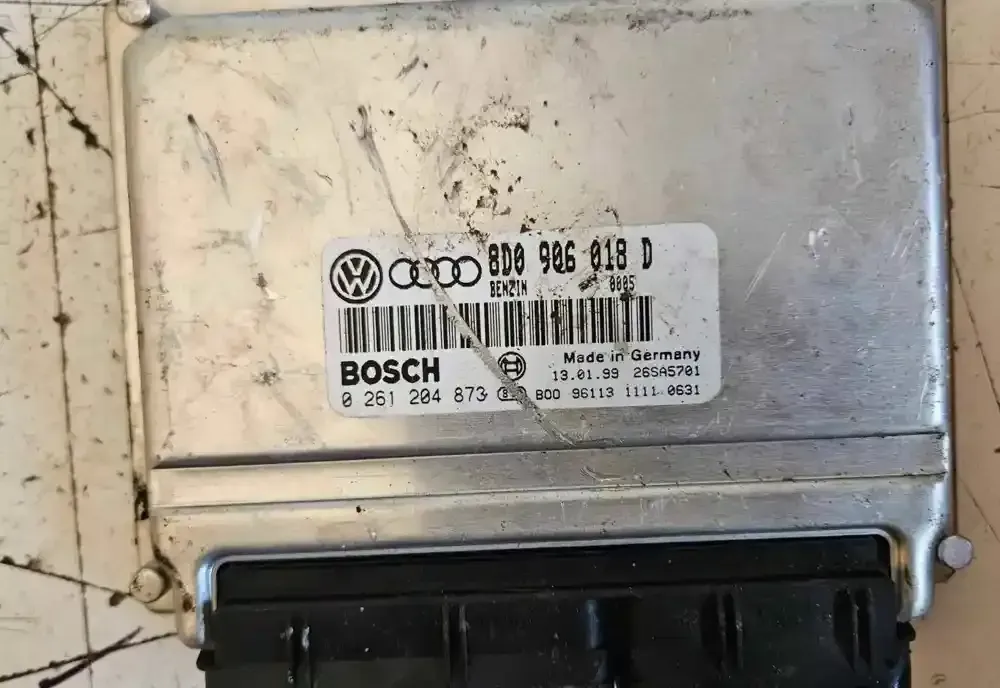 8D0 906 018 D
BENZIN 0005
BOSCH
Made in Germany
13.01.99 26SA5701
0 261 204 873 B00 96113 1111 0631